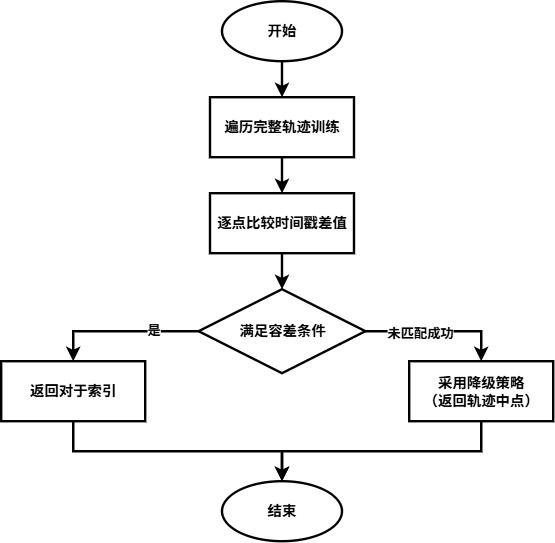 开始
遍历完整轨迹训练
逐点比较时间戳差值
满足容差条件
是
未匹配成功
返回对于索引
采用降级策略
（返回轨迹中点）
结束